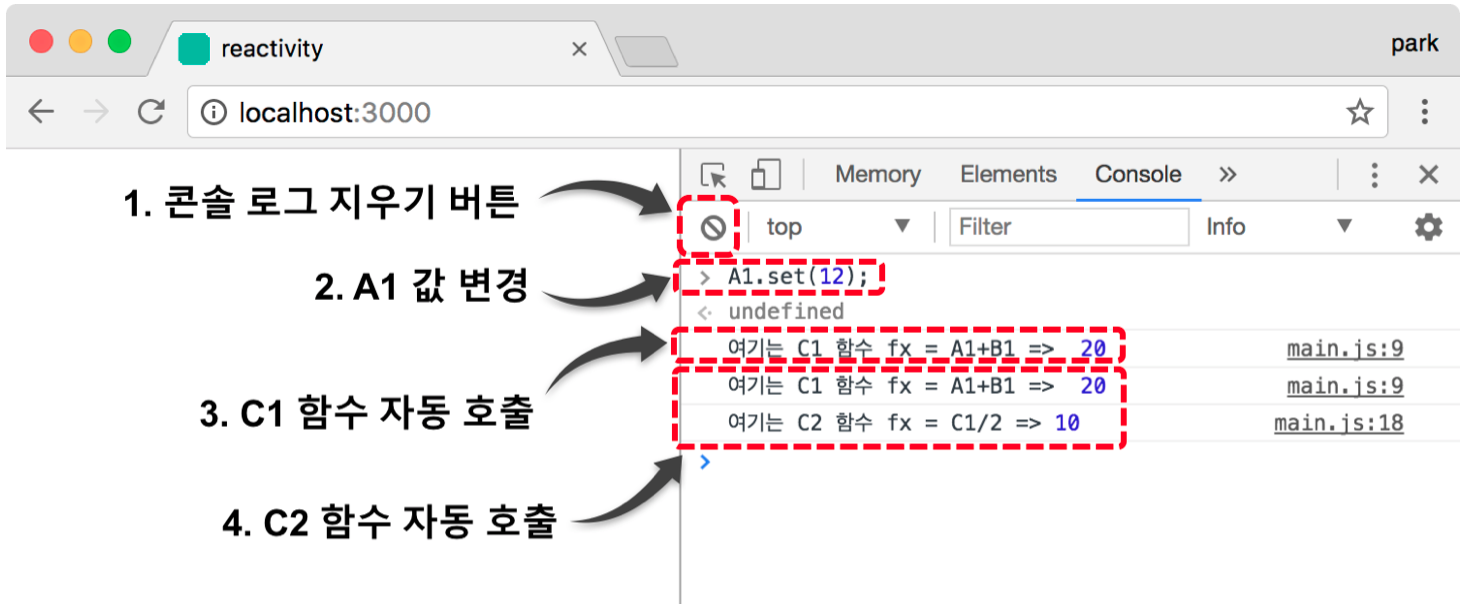 reactivity
park
localhost:3000
Memory Elements Console
top Filter Info
1. 콘솔 로그 지우기 버튼
2. A1 값 변경
3. C1 함수 자동 호출
4. C2 함수 자동 호출
> A1.set(12);
undefined
여기는 C1 함수 fx = A1+B1 => 20 main.js:9
여기는 C1 함수 fx = A1+B1 => 20 main.js:9
여기는 C2 함수 fx = C1/2 => 10 main.js:18